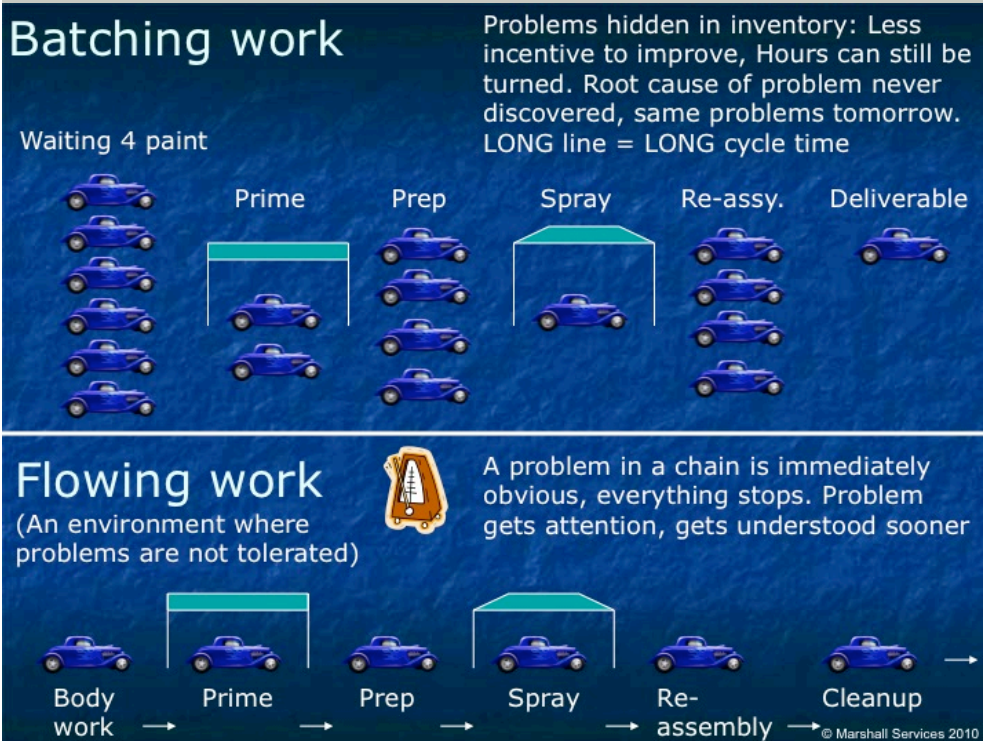 Batching work
Problems hidden in inventory: Less
incentive to improve, Hours can still be
turned. Root cause of problem never
discovered, same problems tomorrow.
LONG line = LONG cycle time
Waiting 4 paint
Prime
Prep
Spray
Re-assy.
Deliverable
Flowing work
(An environment where
problems are not tolerated)
A problem in a chain is immediately
obvious, everything stops. Problem
gets attention, gets understood sooner
Body
work
Prime
Prep
Spray
Re-
assembly
Cleanup
© Marshall Services 2010